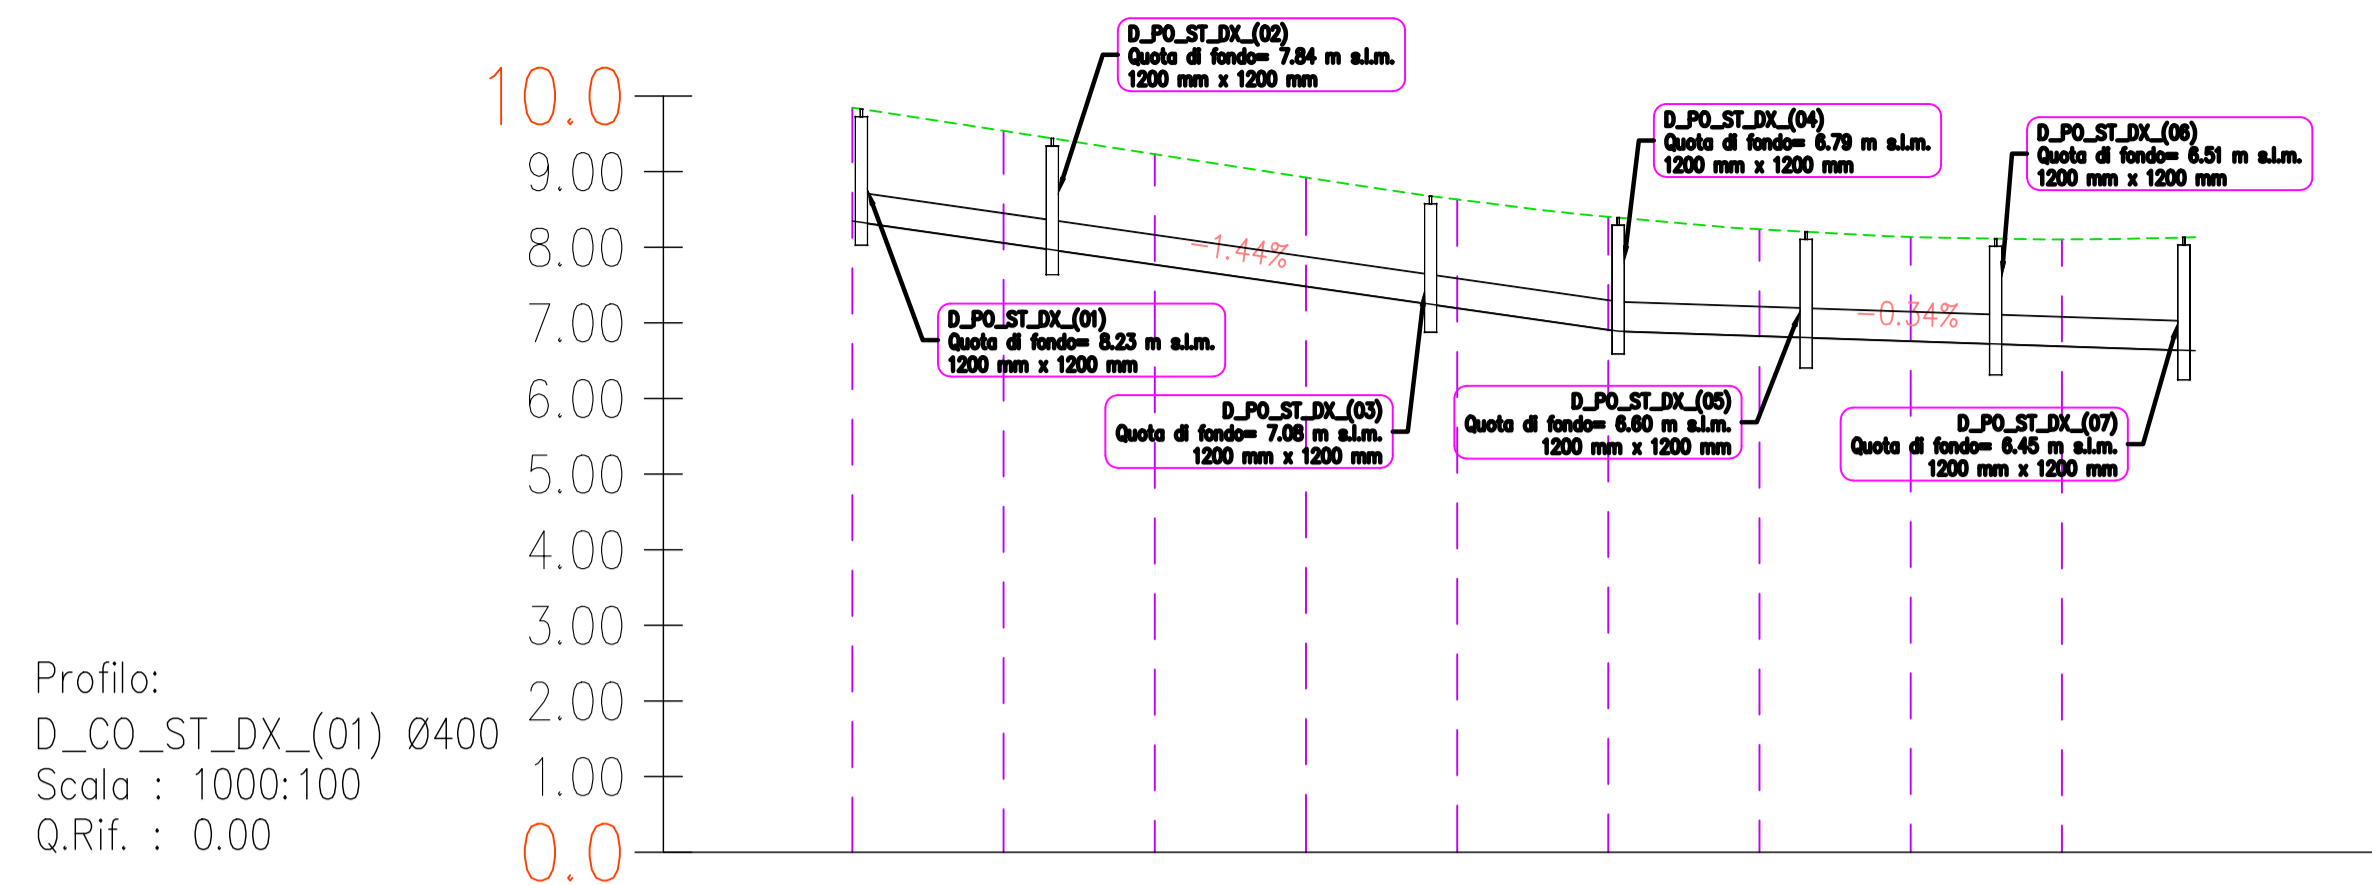 D_PO_ST_DX_(02)
Quota di fondo= 7.84 m s.l.m.
1200 mm x 1200 mm
D_PO_ST_DX_(04)
Quota di fondo= 6.79 m s.l.m.
1200 mm x 1200 mm
D_PO_ST_DX_(06)
Quota di fondo= 6.51 m s.l.m.
1200 mm x 1200 mm
10.0
9.00
8.00
7.00
6.00
5.00
4.00
3.00
2.00
1.00
0.0
-1.44%
-0.34%
D_PO_ST_DX_(01)
Quota di fondo= 8.23 m s.l.m.
1200 mm x 1200 mm
D_PO_ST_DX_(03)
Quota di fondo= 7.08 m s.l.m.
1200 mm x 1200 mm
D_PO_ST_DX_(05)
Quota di fondo= 6.60 m s.l.m.
1200 mm x 1200 mm
D_PO_ST_DX_(07)
Quota di fondo= 6.45 m s.l.m.
1200 mm x 1200 mm
Profilo:
D_CO_ST_DX_(01) Ø400
Scala : 1000:100
Q.Rif. : 0.00